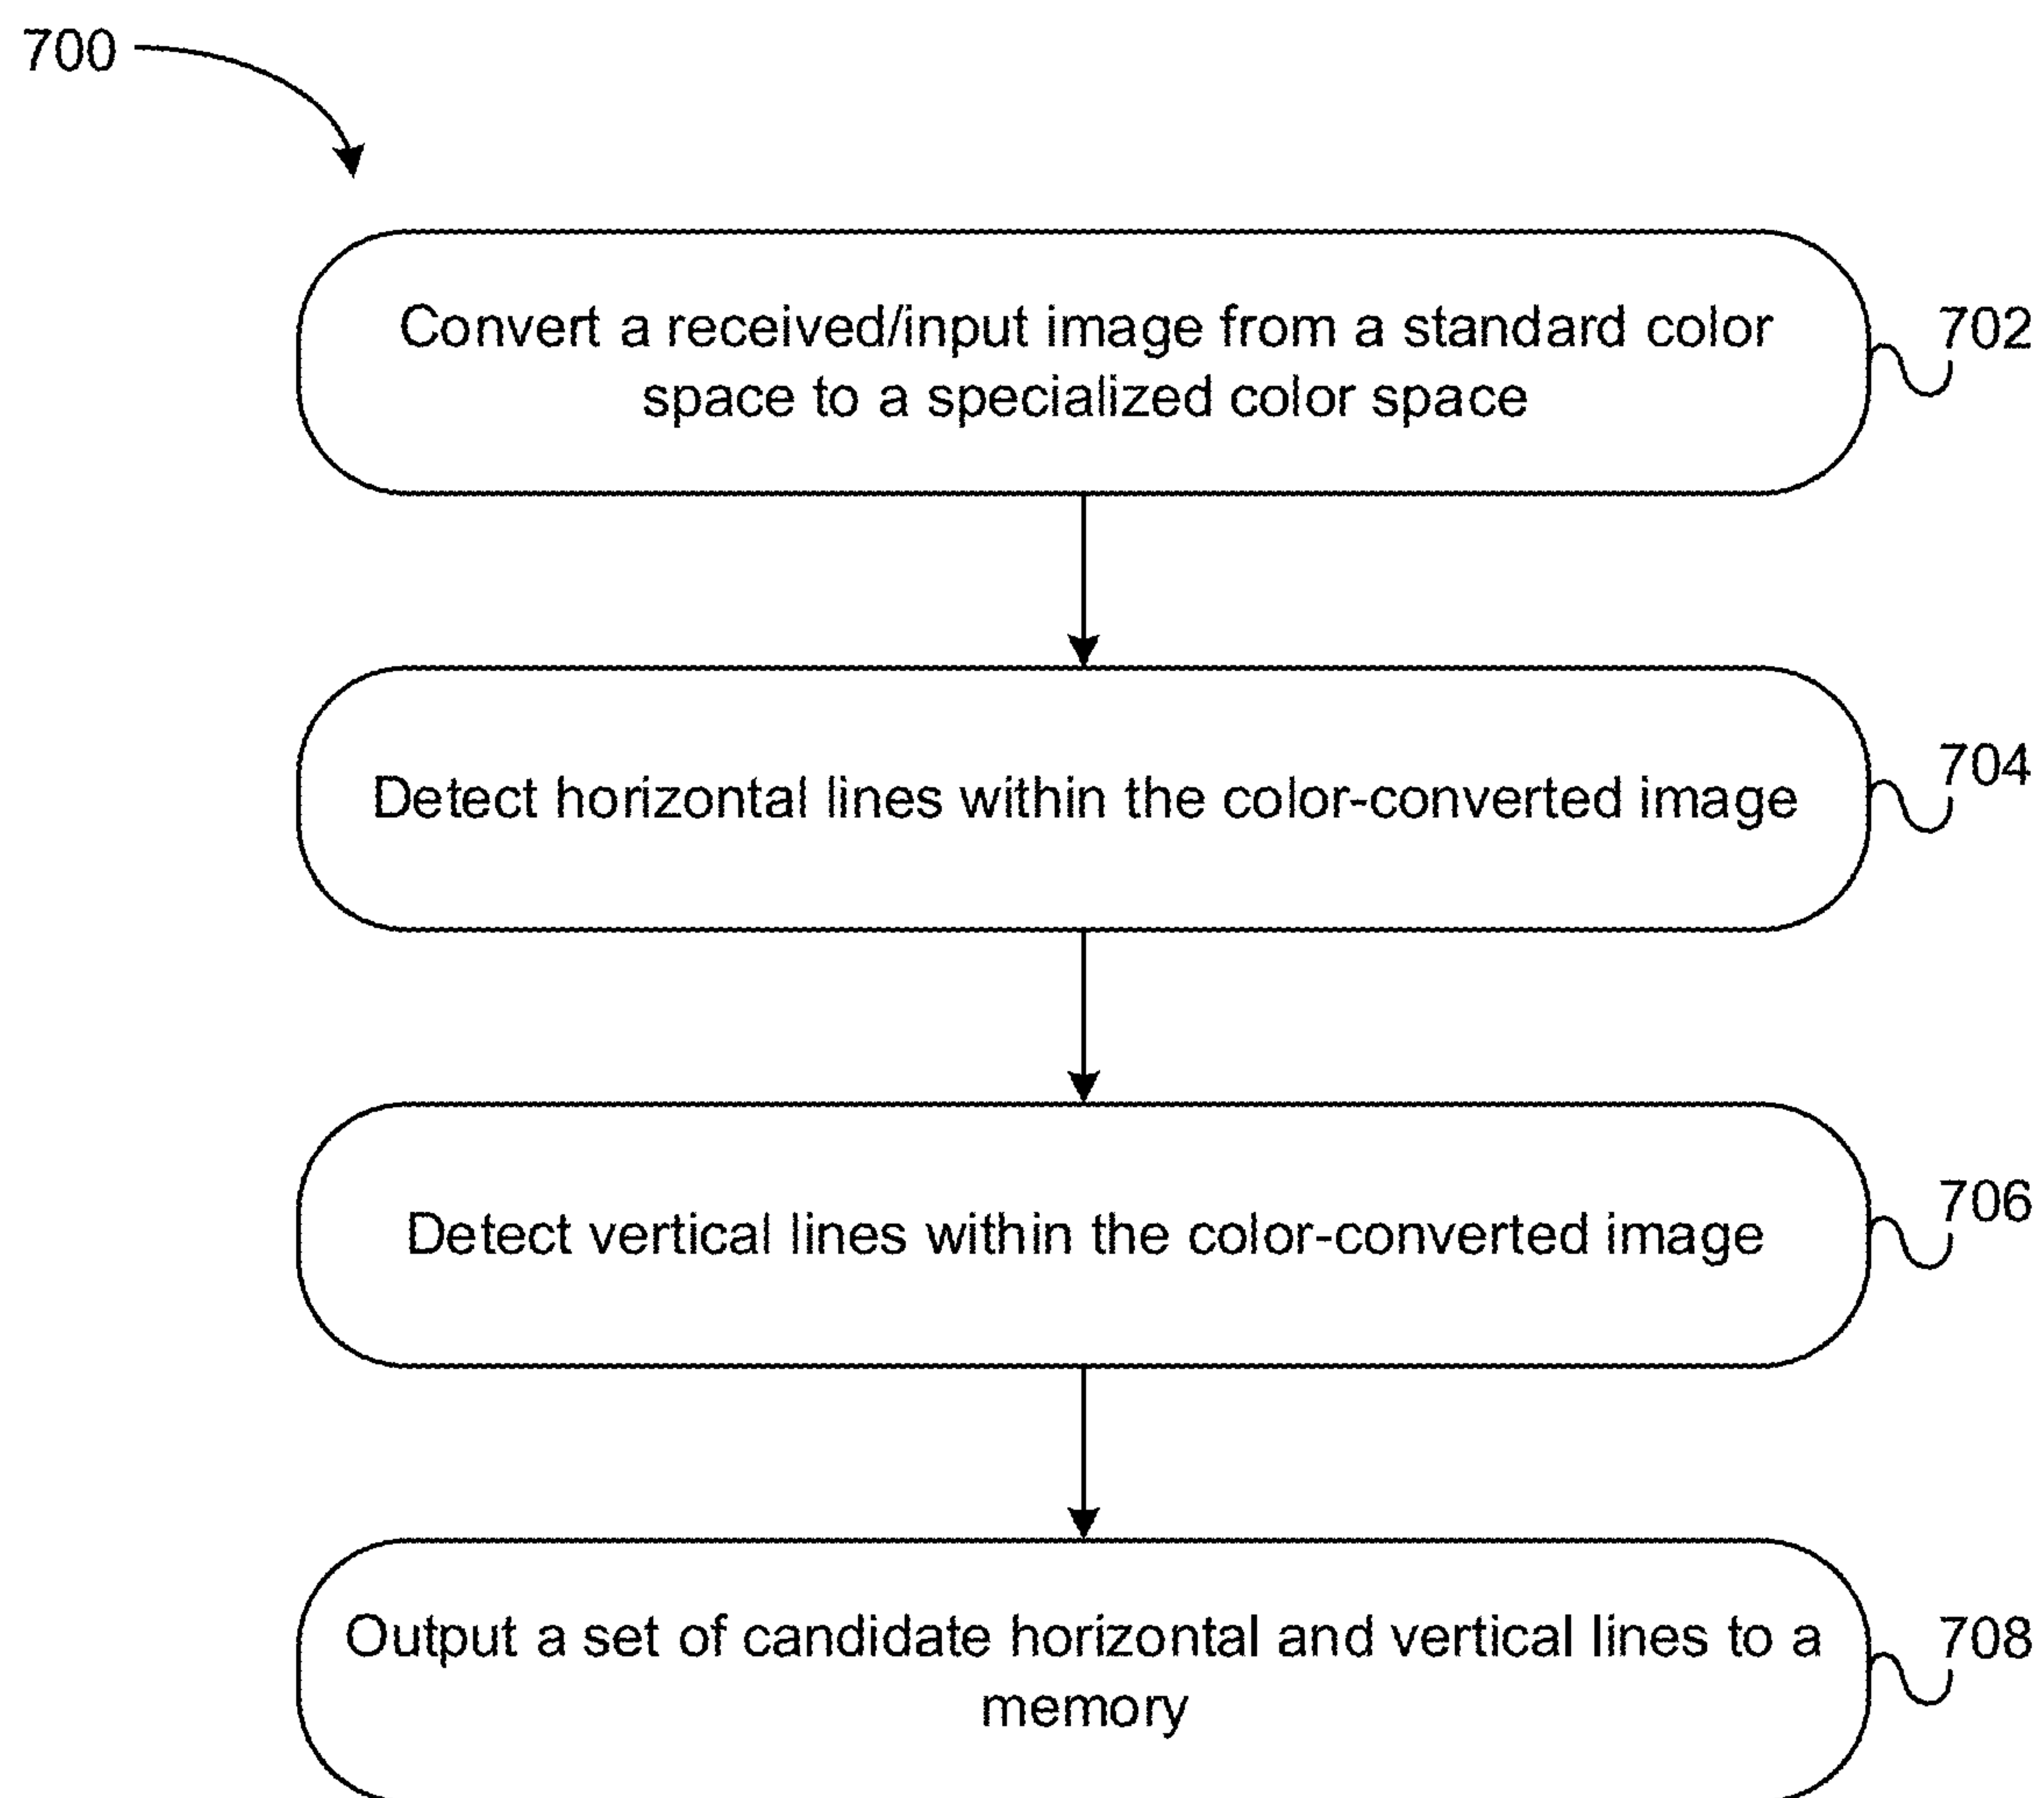 700
Convert a received/input image from a standard color
space to a specialized color space
702
Detect horizontal lines within the color-converted image
704
Detect vertical lines within the color-converted image
706
Output a set of candidate horizontal and vertical lines to a
memory
708